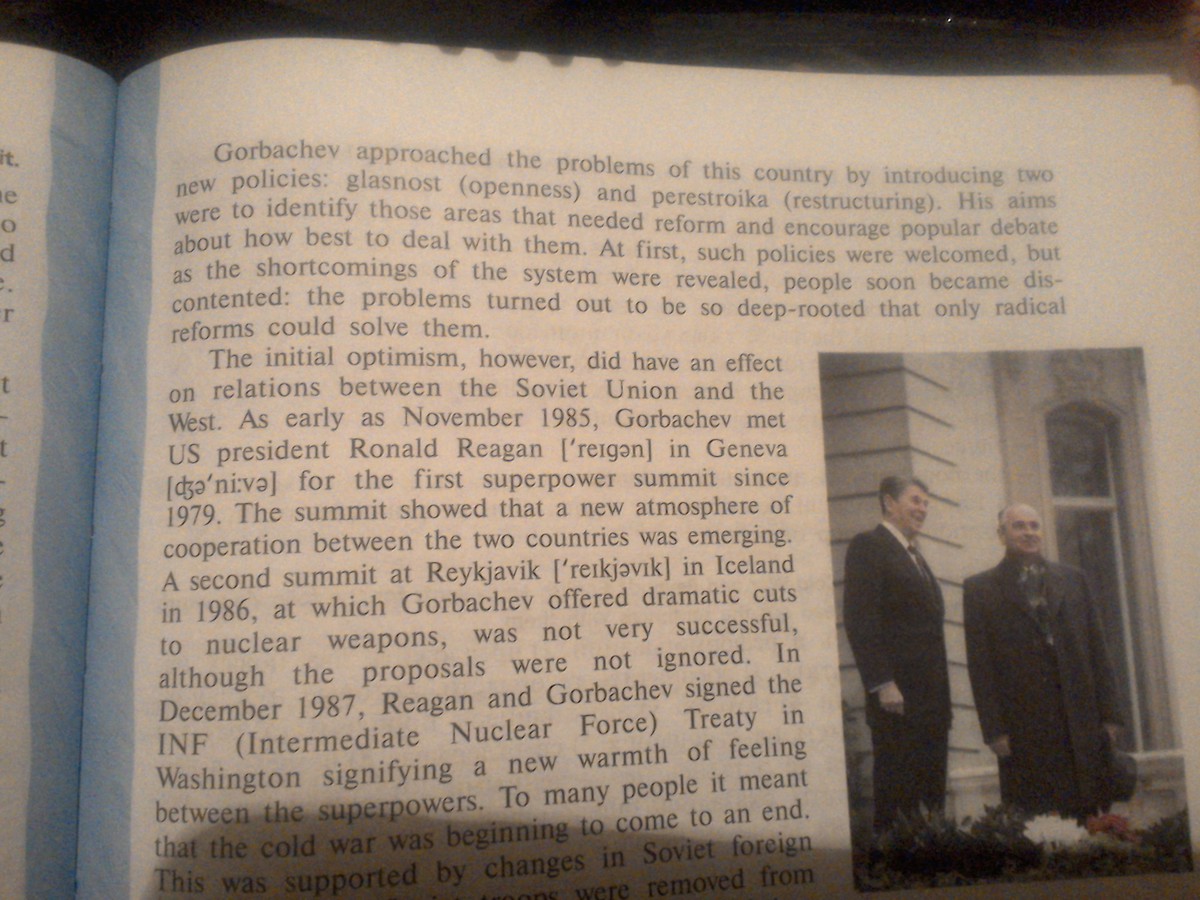 it.
Gorbachev approached the problems of this country by introducing two
new policies: glasnost (openness) and perestroika (restructuring). His aims
were to identify those areas that needed reform and encourage popular debate
about how best to deal with them. At first, such policies were welcomed, but
as the shortcomings of the system were revealed, people soon became dis-
contented: the problems turned out to be so deep-rooted that only radical
reforms could solve them.
The initial optimism, however, did have an effect
on relations between the Soviet Union and the
West. As early as November 1985, Gorbachev met
US president Ronald Reagan [ˈreɪgən] in Geneva
[ʤəˈniːvə] for the first superpower summit since
1979. The summit showed that a new atmosphere of
cooperation between the two countries was emerging.
A second summit at Reykjavik [ˈreɪkjəvɪk] in Iceland
in 1986, at which Gorbachev offered dramatic cuts
to nuclear weapons, was not very successful,
although the proposals were not ignored. In
December 1987, Reagan and Gorbachev signed the
INF (Intermediate Nuclear Force) Treaty in
Washington signifying a new warmth of feeling
between the superpowers. To many people it meant
that the cold war was beginning to come to an end.
This was supported by changes in Soviet foreign
troops were removed from